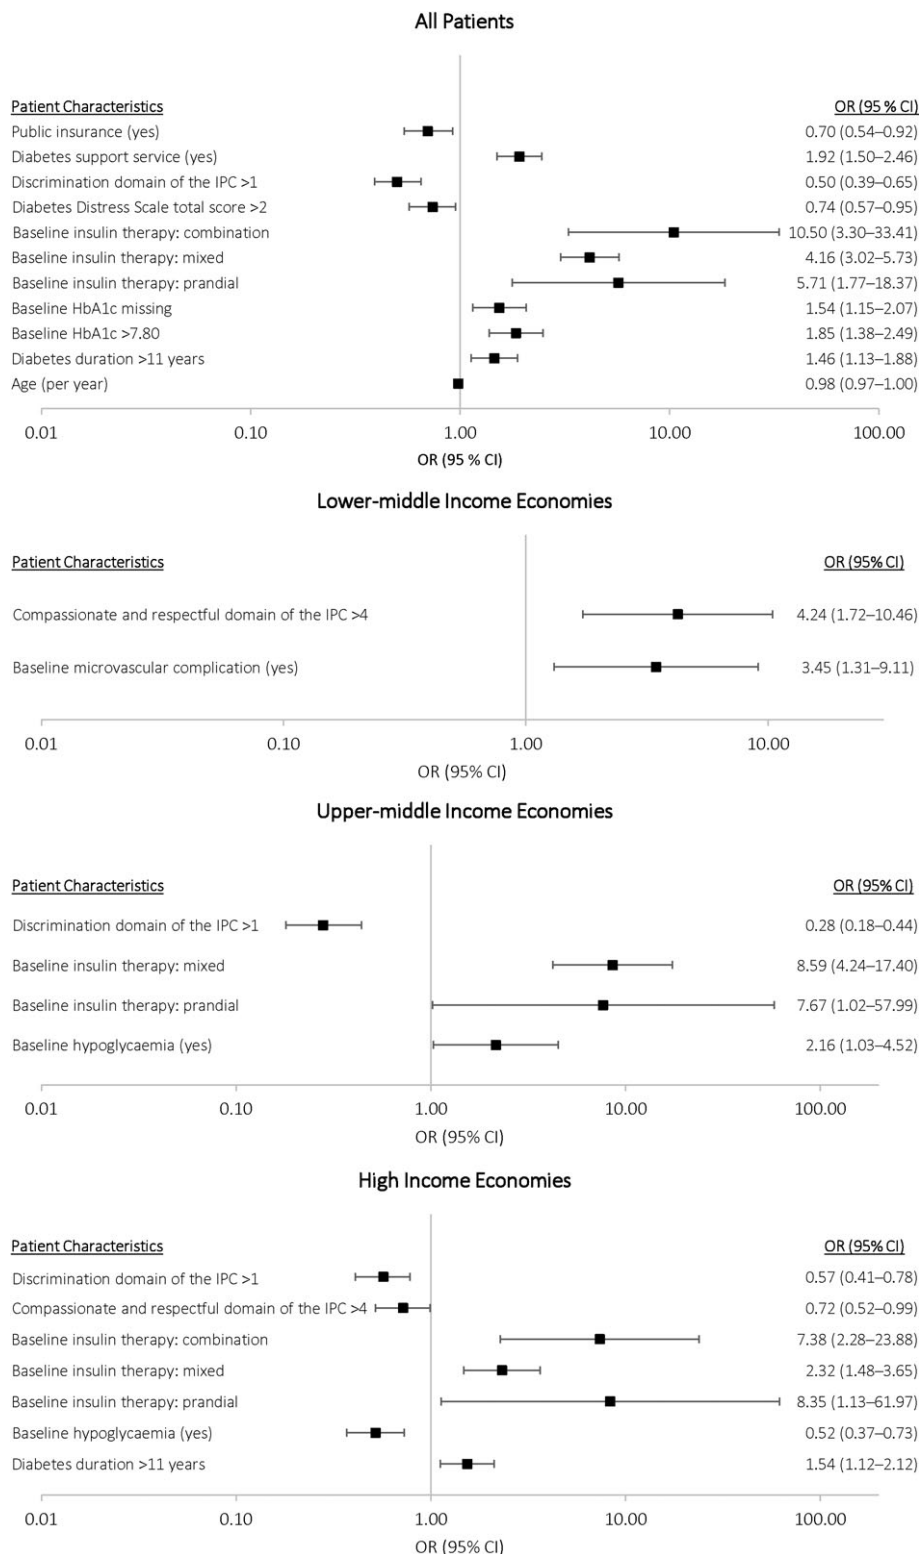 All Patients
Patient Characteristics OR (95 % CI)
Public insurance (yes) 0.70 (0.54–0.92)
Diabetes support service (yes) 1.92 (1.50–2.46)
Discrimination domain of the IPC >1 0.50 (0.39–0.65)
Diabetes Distress Scale total score >2 0.74 (0.57–0.95)
Baseline insulin therapy: combination 10.50 (3.30–33.41)
Baseline insulin therapy: mixed 4.16 (3.02–5.73)
Baseline insulin therapy: prandial 5.71 (1.77–18.37)
Baseline HbA1c missing 1.54 (1.15–2.07)
Baseline HbA1c >7.80 1.85 (1.38–2.49)
Diabetes duration >11 years 1.46 (1.13–1.88)
Age (per year) 0.98 (0.97–1.00)
0.01 0.10 1.00 10.00 100.00
OR (95 % CI)
Lower-middle Income Economies
Patient Characteristics OR (95% CI)
Compassionate and respectful domain of the IPC >4 4.24 (1.72–10.46)
Baseline microvascular complication (yes) 3.45 (1.31–9.11)
0.01 0.10 1.00 10.00
OR (95% CI)
Upper-middle Income Economies
Patient Characteristics OR (95% CI)
Discrimination domain of the IPC >1 0.28 (0.18–0.44)
Baseline insulin therapy: mixed 8.59 (4.24–17.40)
Baseline insulin therapy: prandial 7.67 (1.02–57.99)
Baseline hypoglycaemia (yes) 2.16 (1.03–4.52)
0.01 0.10 1.00 10.00 100.00
OR (95% CI)
High Income Economies
Patient Characteristics OR (95% CI)
Discrimination domain of the IPC >1 0.57 (0.41–0.78)
Compassionate and respectful domain of the IPC >4 0.72 (0.52–0.99)
Baseline insulin therapy: combination 7.38 (2.28–23.88)
Baseline insulin therapy: mixed 2.32 (1.48–3.65)
Baseline insulin therapy: prandial 8.35 (1.13–61.97)
Baseline hypoglycaemia (yes) 0.52 (0.37–0.73)
Diabetes duration >11 years 1.54 (1.12–2.12)
0.01 0.10 1.00 10.00 100.00
OR (95% CI)